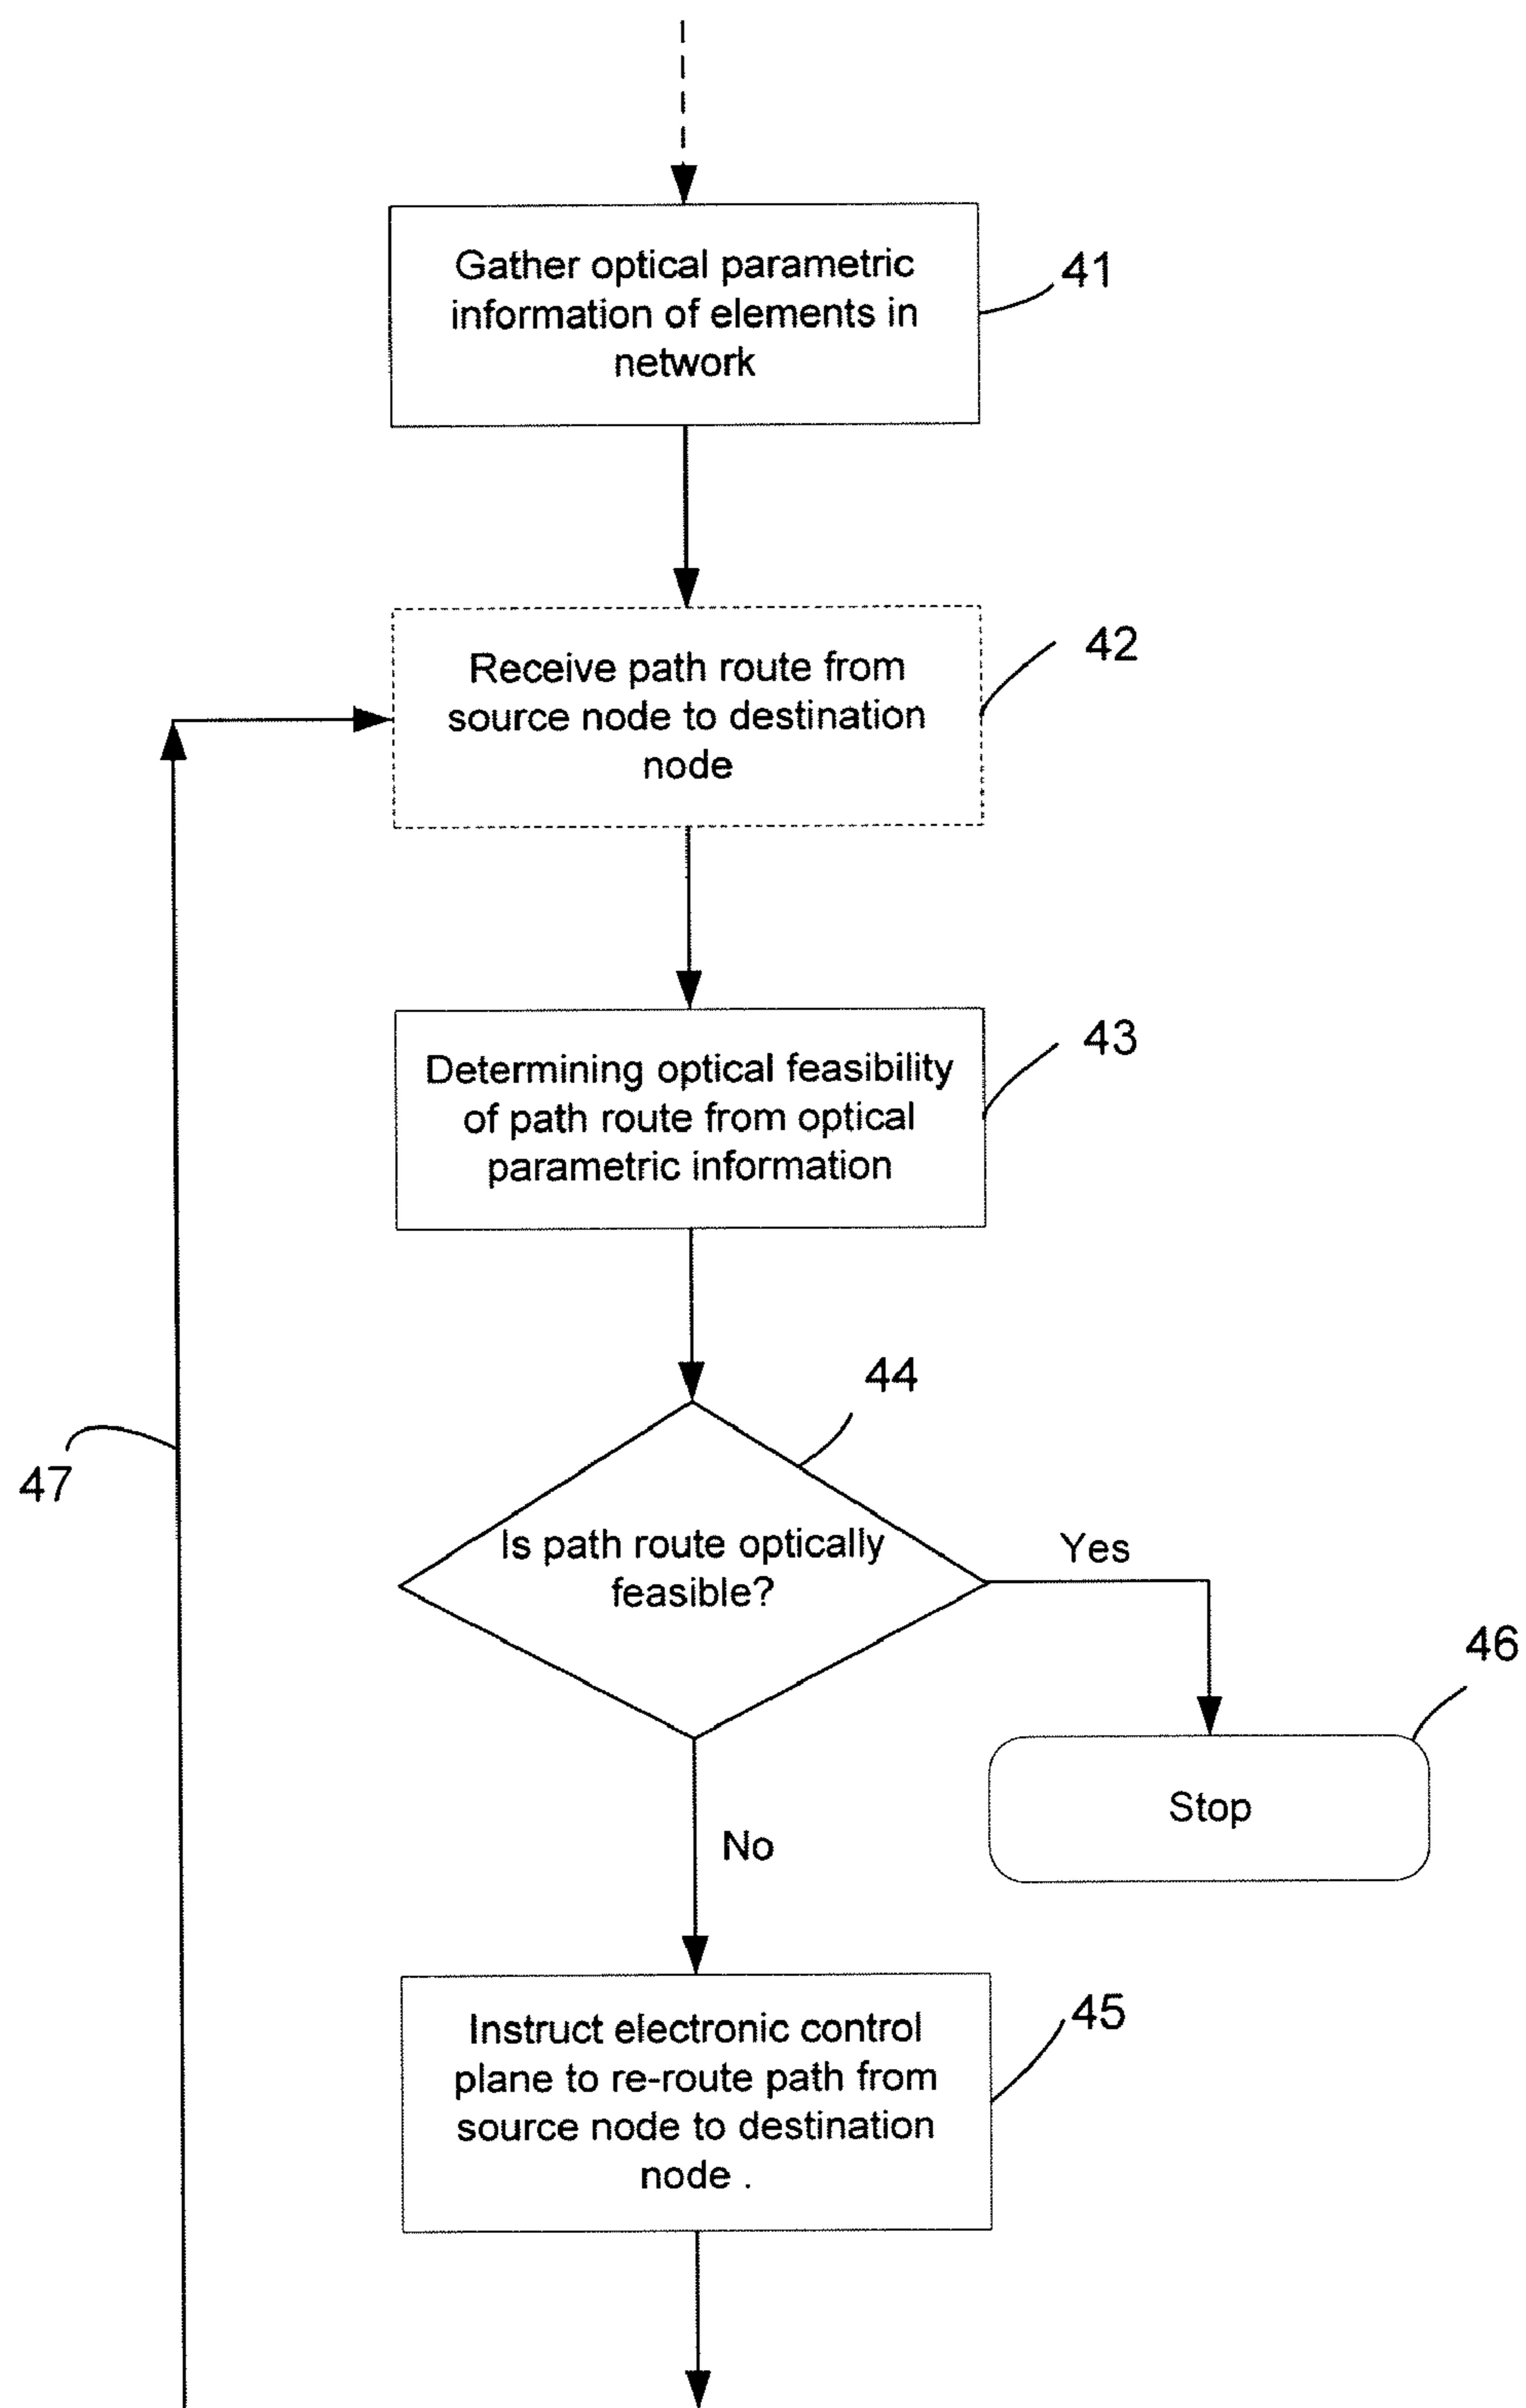 Gather optical parametric
information of elements in
network
41
Receive path route from
source node to destination
node
42
Determining optical feasibility
of path route from optical
parametric information
43
44
47
Is path route optically
feasible?
Yes
46
Stop
No
Instruct electronic control
plane to re-route path from
source node to destination
node .
45